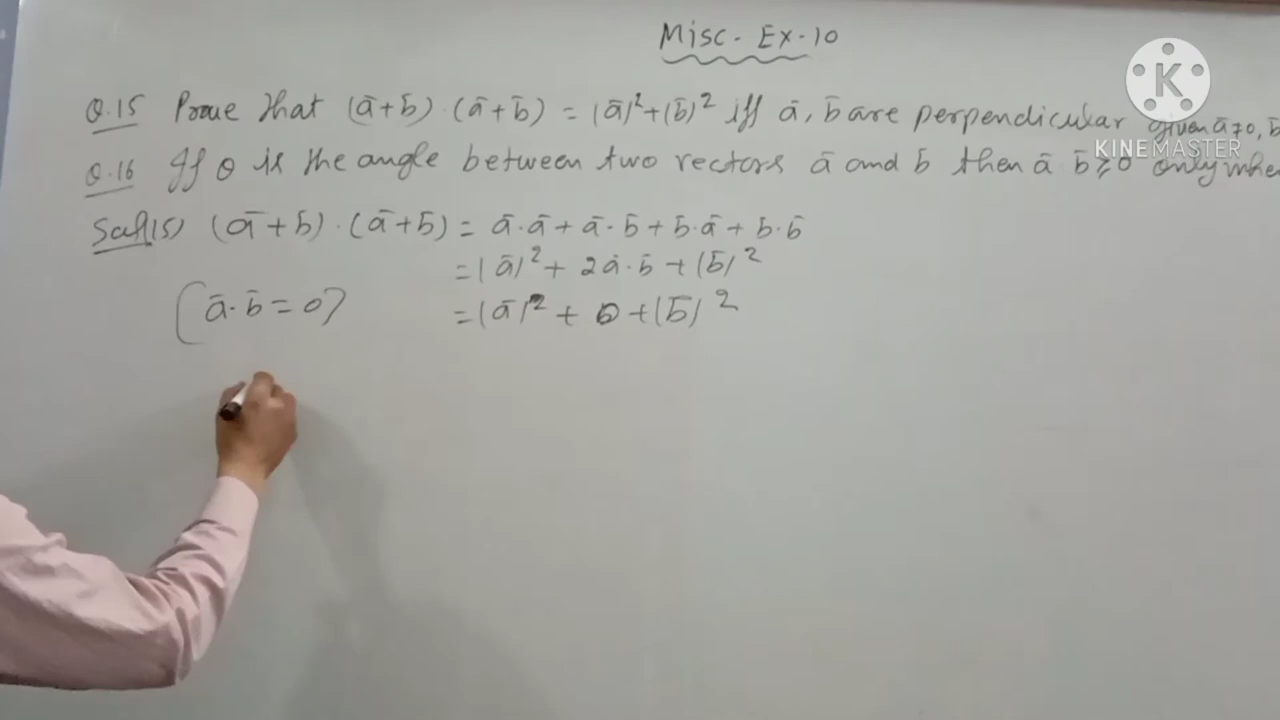 Misc. Ex. 10
Q.15 Prove that (ā+b̄).(ā+b̄) = |ā|²+|b̄|² iff ā, b̄ are perpendicular given ā≠0, b̄
Q.16 If θ is the angle between two vectors ā and b̄ then ā b̄ ≥ 0 only whe
Sol(15) (ā+b̄).(ā+b̄) = ā.ā + ā.b̄ + b̄.ā + b̄.b̄
= |ā|² + 2ā.b̄ + |b̄|²
(ā.b̄ = 0) = |ā|² + 0 + |b̄|²
K
KINEMASTER